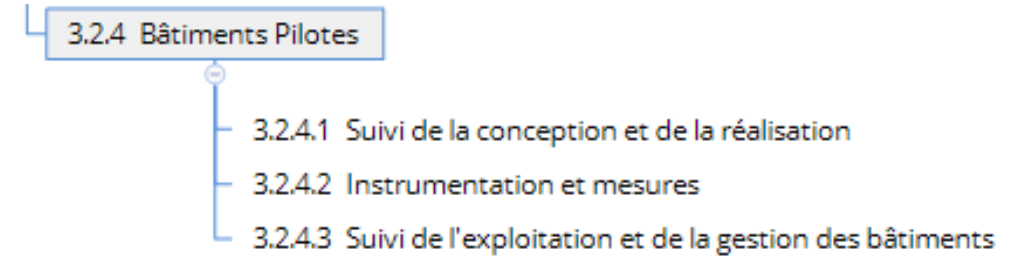 3.2.4 Bâtiments Pilotes
3.2.4.1 Suivi de la conception et de la réalisation
3.2.4.2 Instrumentation et mesures
3.2.4.3 Suivi de l'exploitation et de la gestion des bâtiments